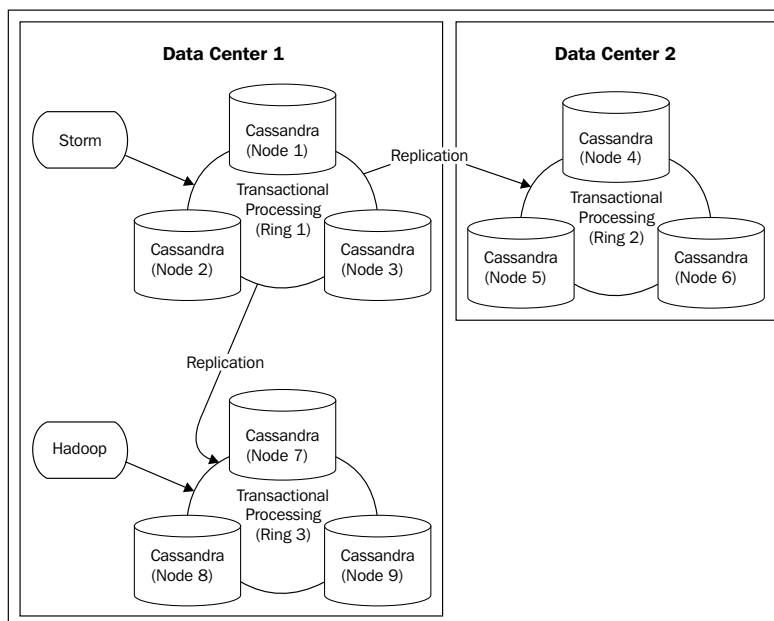 Data Center 1
Data Center 2
Storm
Cassandra
(Node 1)
Replication
Cassandra
(Node 4)
Transactional
Processing
(Ring 1)
Transactional
Processing
(Ring 2)
Cassandra
(Node 2)
Cassandra
(Node 3)
Cassandra
(Node 5)
Cassandra
(Node 6)
Replication
Hadoop
Cassandra
(Node 7)
Transactional
Processing
(Ring 3)
Cassandra
(Node 8)
Cassandra
(Node 9)